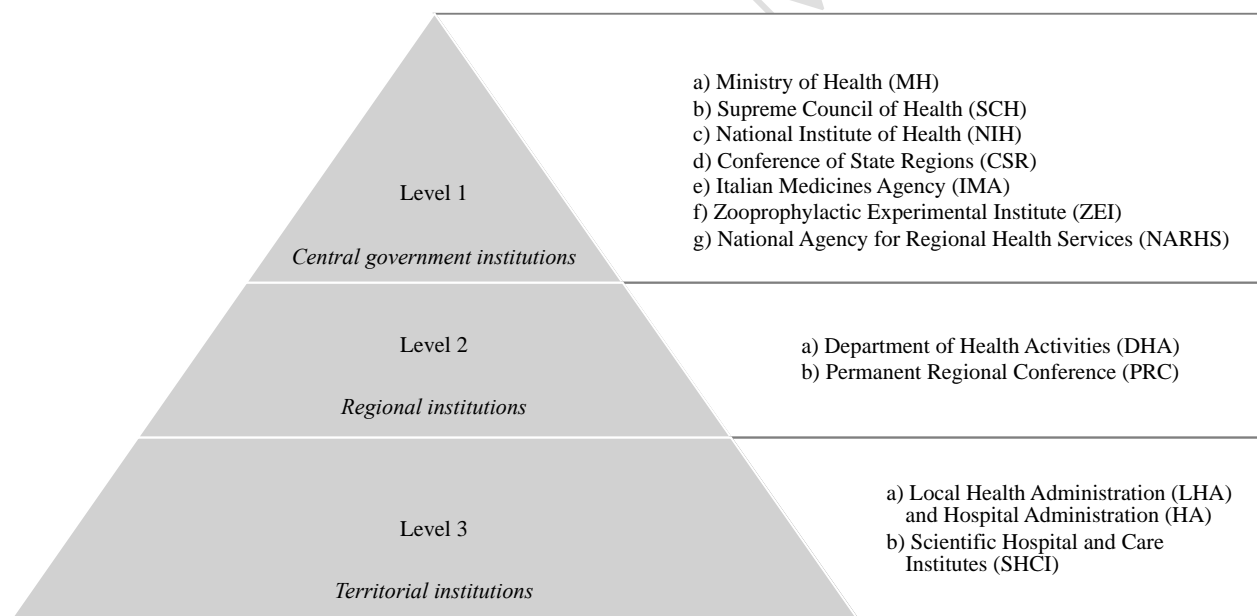 a) Ministry of Health (MH)
b) Supreme Council of Health (SCH)
c) National Institute of Health (NIH)
d) Conference of State Regions (CSR)
e) Italian Medicines Agency (IMA)
f) Zooprophylactic Experimental Institute (ZEI)
g) National Agency for Regional Health Services (NARHS)
Level 1
Central government institutions
Level 2
Regional institutions
a) Department of Health Activities (DHA)
b) Permanent Regional Conference (PRC)
Level 3
Territorial institutions
a) Local Health Administration (LHA)
and Hospital Administration (HA)
b) Scientific Hospital and Care
Institutes (SHCI)